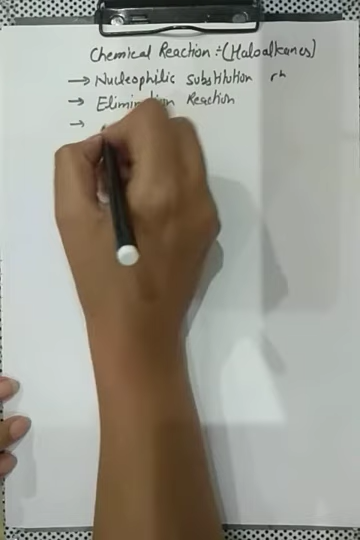 Chemical Reaction ÷ (Haloalkanes)
→ Nucleophilic substitution rn
→ Elimination Reaction
→